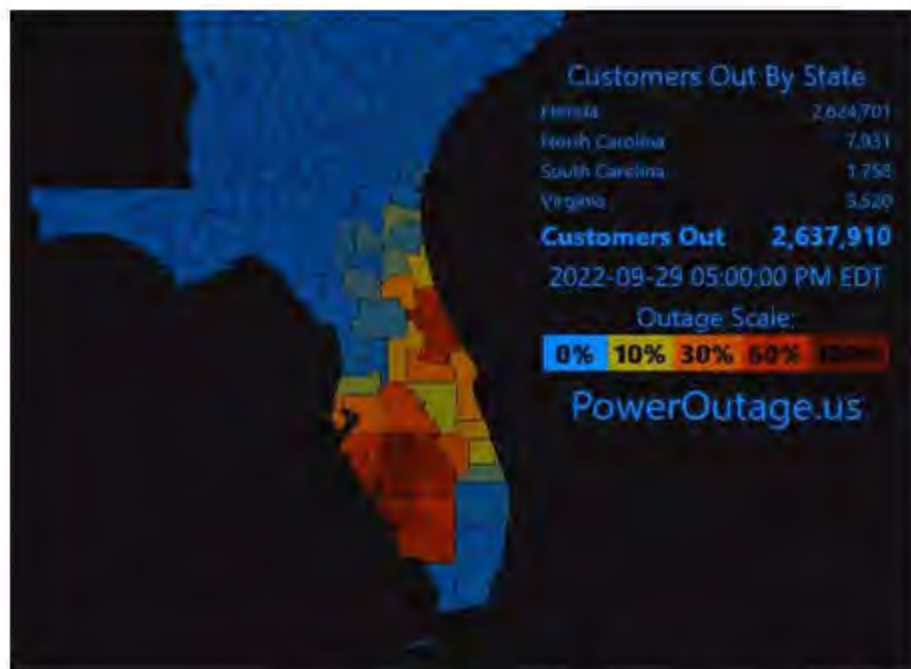 Customers Out By State
Florida 2,624,701
North Carolina 7,931
South Carolina 1,758
Virginia 3,520
Customers Out 2,637,910
2022-09-29 05:00:00 PM EDT
Outage Scale:
0% 10% 30% 60% 100%
PowerOutage.us